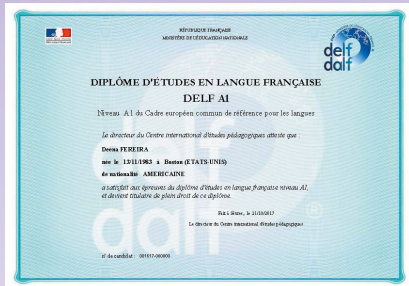 RÉPUBLIQUE FRANÇAISE
MINISTÈRE DE L'ÉDUCATION NATIONALE
delf
dalf
DIPLÔME D'ÉTUDES EN LANGUE FRANÇAISE
DELF A1
Niveau A1 du Cadre européen commun de référence pour les langues
Le directeur du Centre international d'études pédagogiques atteste que :
Deena FEREIRA
née le 13/11/1983 à Boston (ETATS-UNIS)
de nationalité AMERICAINE
a satisfait aux épreuves du diplôme d'études en langue française niveau A1,
et devient titulaire de plein droit de ce diplôme.
Fait à Sèvres, le 21/10/2017
Le directeur du Centre international d'études pédagogiques
n° de candidat : 001017-000000